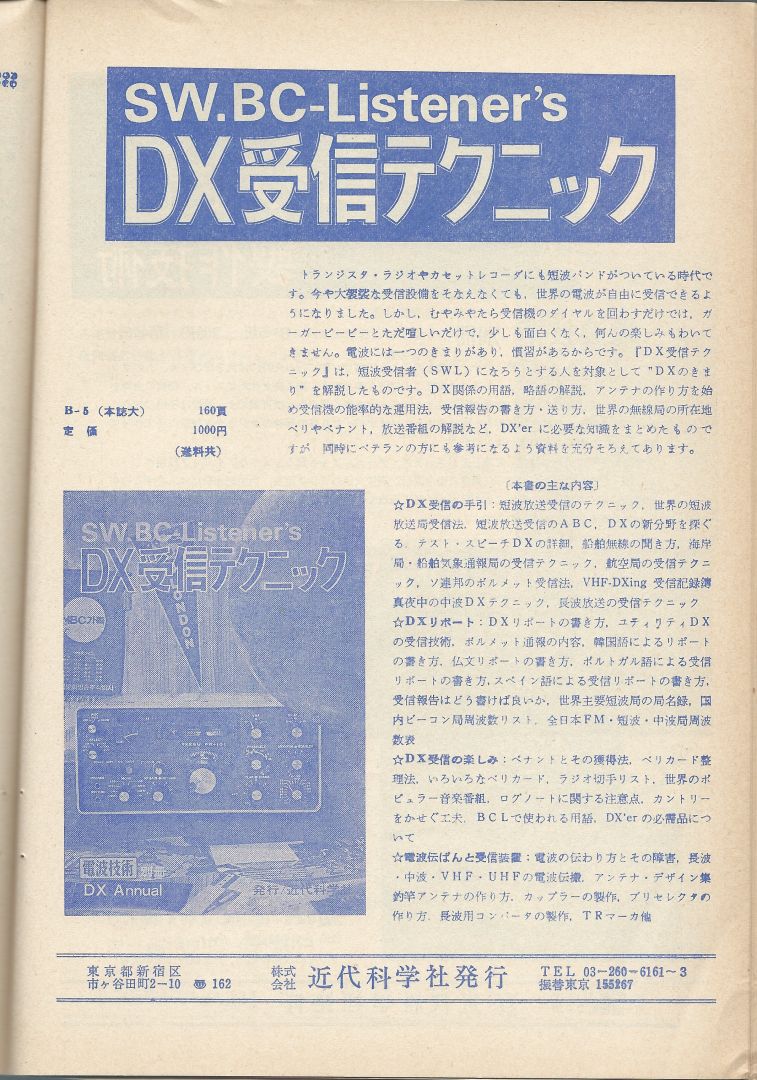 SW.BC-Listener's
DX受信テクニック
トランジスタ・ラジオやカセットレコーダにも短波バンドがついている時代で
す。今や大袈裟な受信設備をそなえなくても、世界の電波が自由に受信できるよ
うになりました。しかし、むやみやたら受信機のダイヤルを回わすだけでは、ガ
ーガーピーピーとただ喧しいだけで、少しも面白くなく、何んの楽しみもわいて
きません。電波には一つのきまりがあり、慣習があるからです。『DX受信テク
ニック』は、短波受信者(SWL)になろうとする人を対象として"DXのきま
り"を解説したものです。DX関係の用語、略語の解説、アンテナの作り方を始
め受信機の能率的な運用法、受信報告の書き方・送り方、世界の無線局の所在地
ベリやペナント、放送番組の解説など、DX'erに必要な知識をまとめたもので
すが 同時にベテランの方にも参考になるよう資料を充分そろえてあります。
B-5(本誌大) 160頁
定 価 1000円
(送料共)
〔本書の主な内容〕
☆DX受信の手引:短波放送受信のテクニック、世界の短波
放送局受信法、短波放送受信のABC、DXの新分野を探ぐ
る、テスト・スピーチDXの詳細、船舶無線の聞き方、海岸
局・船舶気象通報局の受信テクニック、航空局の受信テクニ
ック、ソ連邦のボルメット受信法、VHF-DXing 受信記録簿
真夜中の中波DXテクニック、長波放送の受信テクニック
☆DXリポート:DXリポートの書き方、ユティリティDX
の受信技術、ボルメット通報の内容、韓国語によるリポート
の書き方、仏文リポートの書き方、ポルトガル語による受信
リポートの書き方、スペイン語による受信リポートの書き方、
受信報告はどう書けば良いか、世界主要短波局の局名録、国
内ビーコン局周波数リスト、全日本FM・短波・中波局周波
数表
☆DX受信の楽しみ:ペナントとその獲得法、ベリカード整
理法、いろいろなベリカード、ラジオ切手リスト、世界のポ
ピュラー音楽番組、ログノートに関する注意点、カントリー
をかせぐ工夫、BCLで使われる用語、DX'erの必需品につ
いて
☆電波伝ぱんと受信装置:電波の伝わり方とその障害、長波
・中波・VHF・UHFの電波伝播、アンテナ・デザイン集
釣竿アンテナの作り方、カップラーの製作、プリセレクタの
作り方、長波用コンバータの製作、TRマーカ他
SW.BC-Listener's
DX受信テクニック
LONDON
電波技術 別冊
DX Annual
発行/近代科学社
東京都新宿区
市ヶ谷田町2-10 〠 162
株式
会社 近代科学社発行
TEL 03-260-6161~3
振替東京 155267